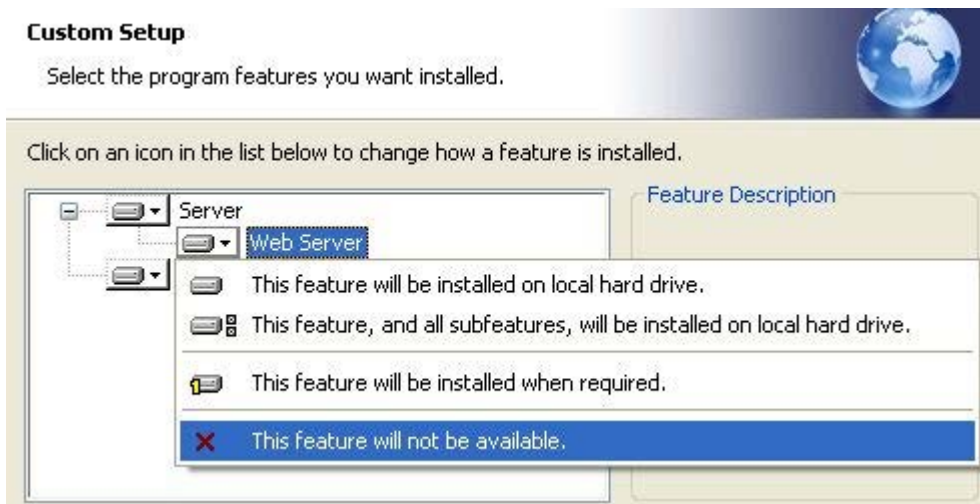 Custom Setup
Select the program features you want installed.
Click on an icon in the list below to change how a feature is installed.
Server
Web Server
Feature Description
This feature will be installed on local hard drive.
This feature, and all subfeatures, will be installed on local hard drive.
This feature will be installed when required.
This feature will not be available.